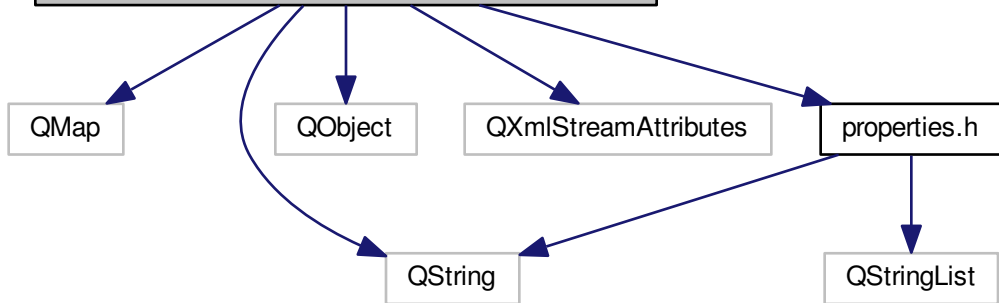 QMap
QObject
QXmlStreamAttributes
properties.h
QString
QStringList